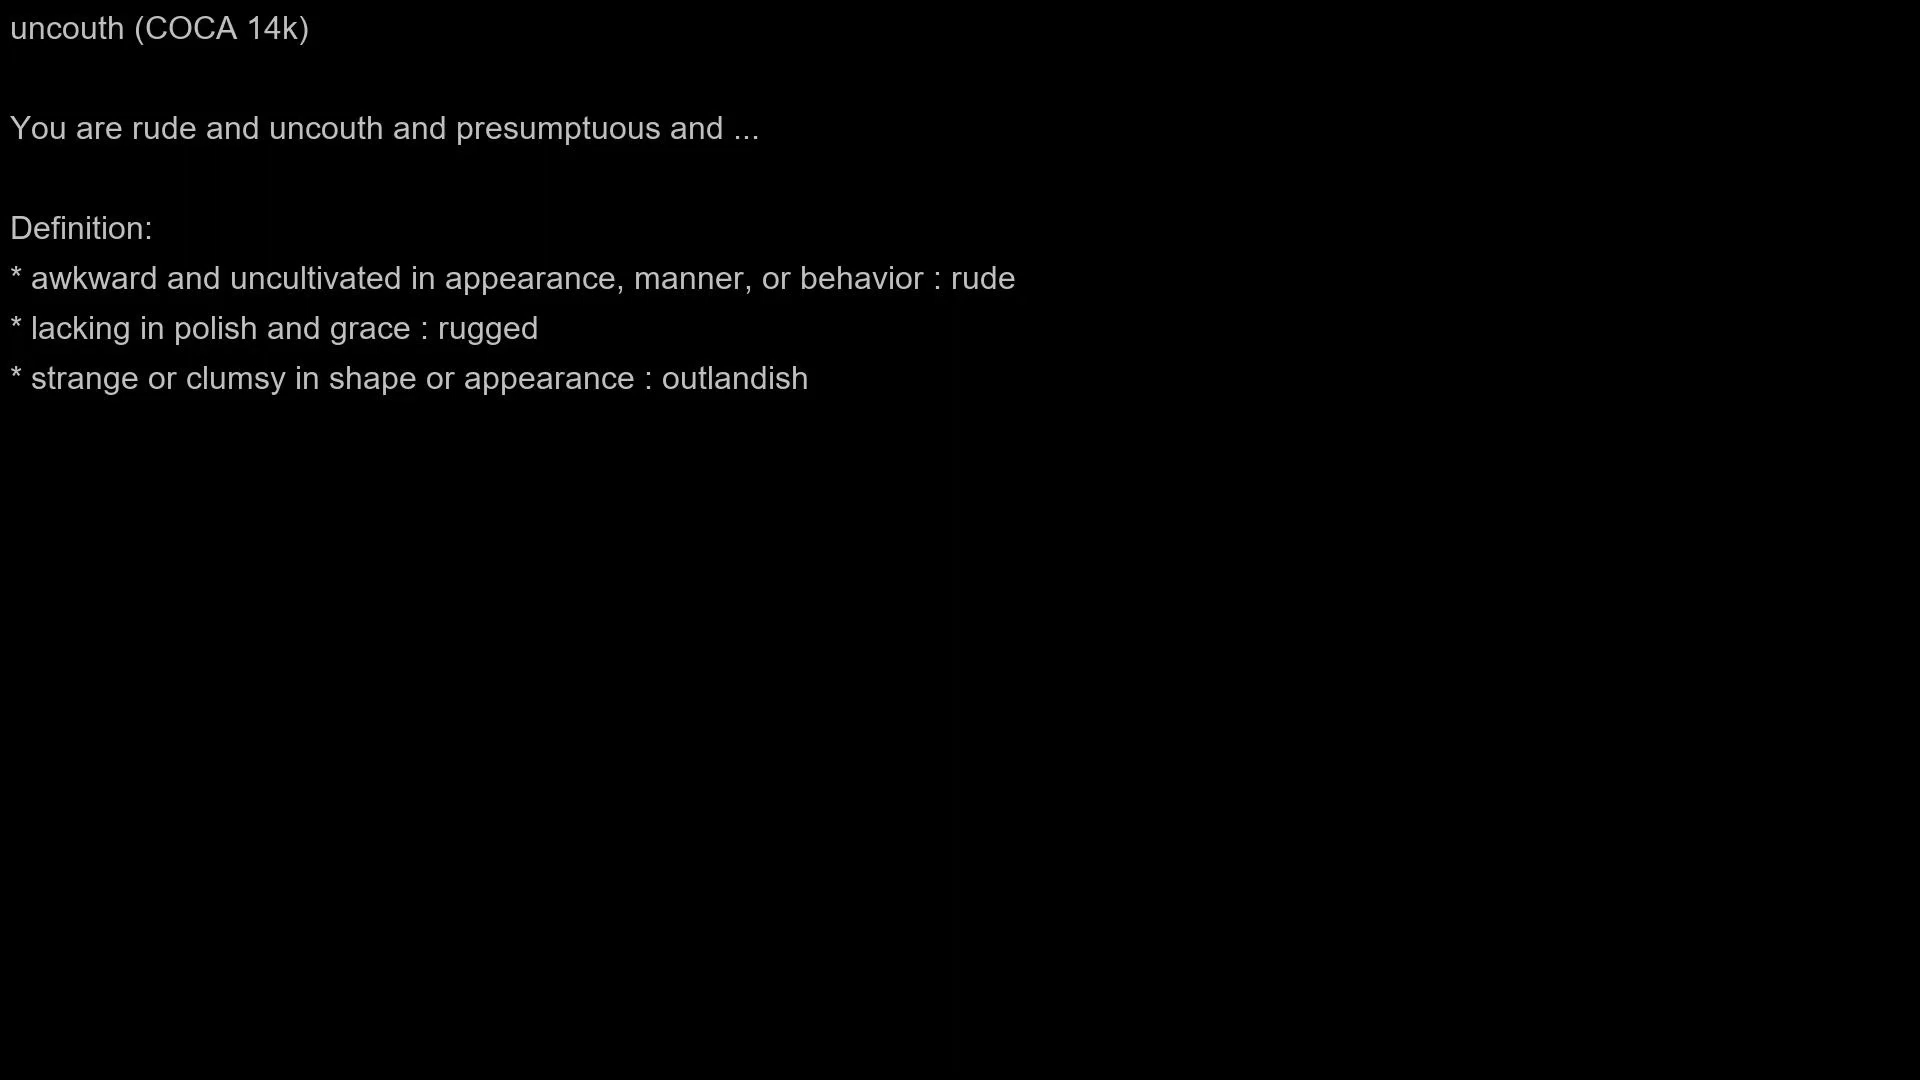 uncouth (COCA 14k)
You are rude and uncouth and presumptuous and ...
Definition:
* awkward and uncultivated in appearance, manner, or behavior : rude
* lacking in polish and grace : rugged
* strange or clumsy in shape or appearance : outlandish